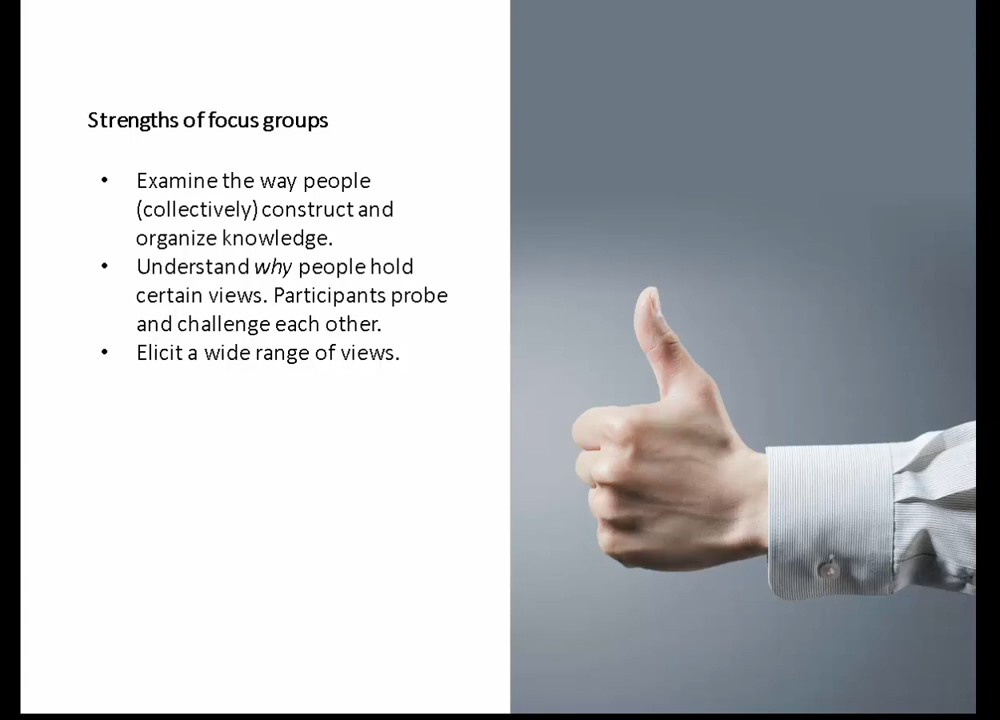 Strengths of focus groups
• Examine the way people
(collectively) construct and
organize knowledge.
• Understand why people hold
certain views. Participants probe
and challenge each other.
• Elicit a wide range of views.